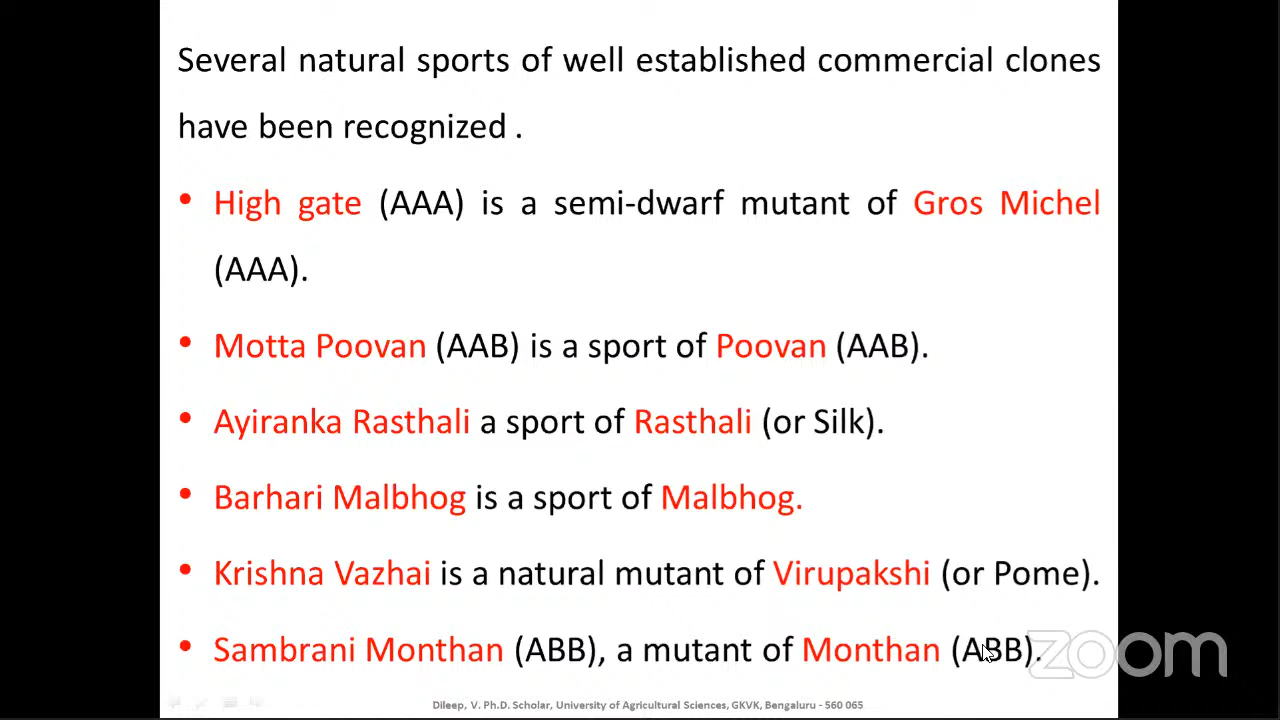 Several natural sports of well established commercial clones
have been recognized .
• High gate (AAA) is a semi-dwarf mutant of Gros Michel
(AAA).
• Motta Poovan (AAB) is a sport of Poovan (AAB).
• Ayiranka Rasthali a sport of Rasthali (or Silk).
• Barhari Malbhog is a sport of Malbhog.
• Krishna Vazhai is a natural mutant of Virupakshi (or Pome).
• Sambrani Monthan (ABB), a mutant of Monthan (ABB).
zoom
Dileep, V. Ph.D. Scholar, University of Agricultural Sciences, GKVK, Bengaluru - 560 065